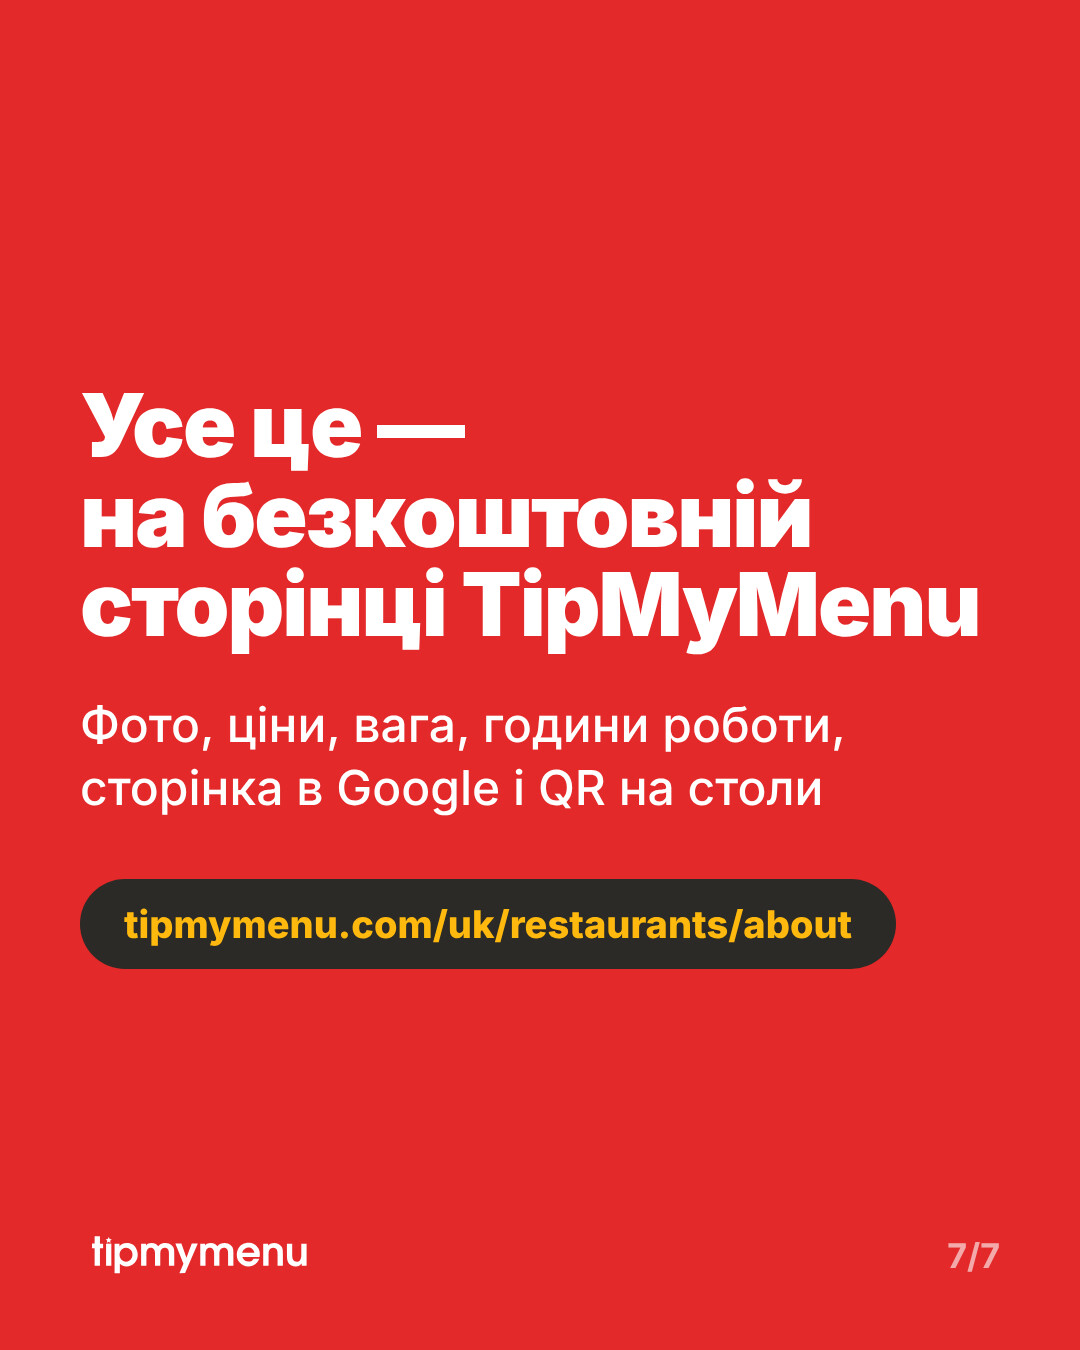 Усе це —
на безкоштовній
сторінці TipMyMenu
Фото, ціни, вага, години роботи,
сторінка в Google і QR на столи
tipmymenu.com/uk/restaurants/about
tipmymenu
7/7